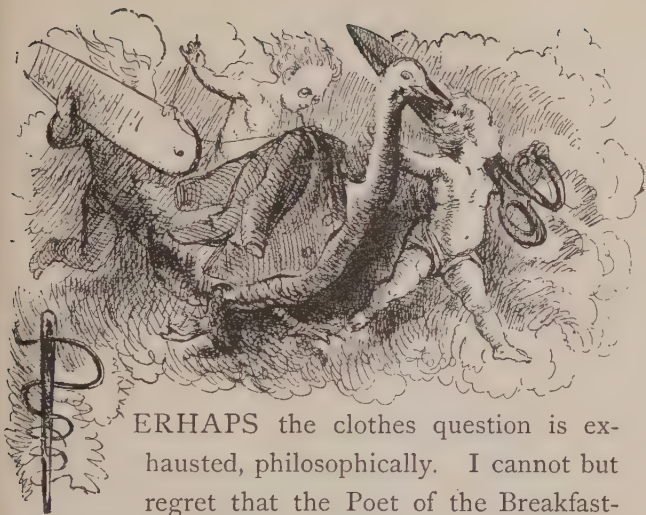 PERHAPS the clothes question is ex-
hausted, philosophically. I cannot but
regret that the Poet of the Breakfast-